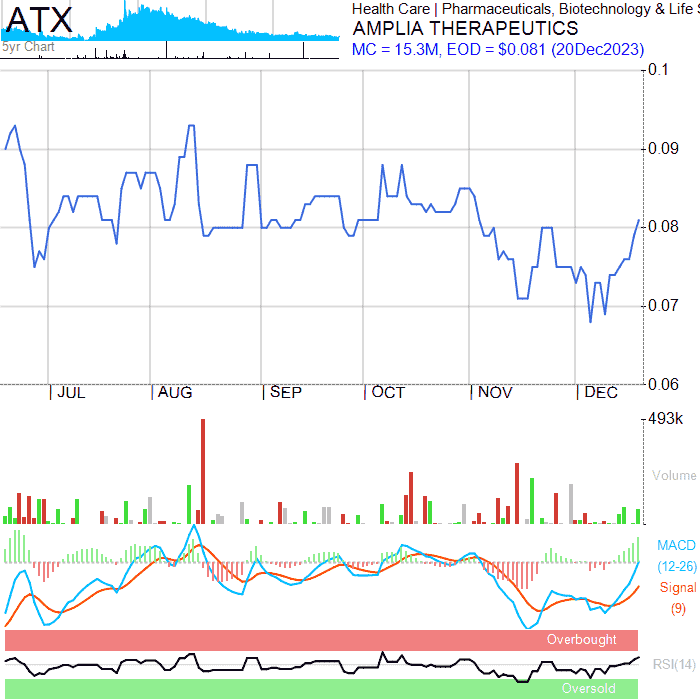 ATX
5yr Chart
Health Care | Pharmaceuticals, Biotechnology & Life S
AMPLIA THERAPEUTICS
MC = 15.3M, EOD = $0.081 (20Dec2023)
0.1
0.09
0.08
0.07
0.06
JUL AUG SEP OCT NOV DEC
493k
Volume
MACD
(12-26)
Signal
(9)
Overbought
RSI(14)
Oversold